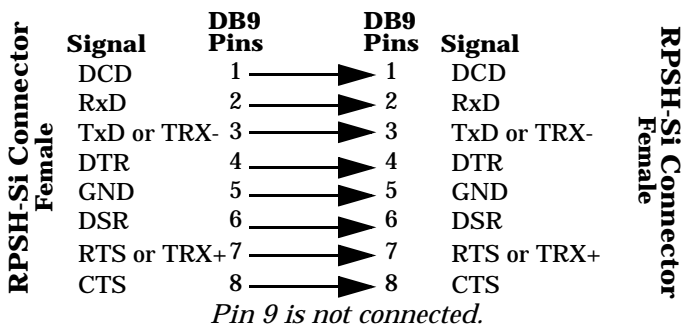 RPSH-Si Connector
Female
Signal DB9 Pins DB9 Pins Signal
DCD 1 1 DCD
RxD 2 2 RxD
TxD or TRX- 3 3 TxD or TRX-
DTR 4 4 DTR
GND 5 5 GND
DSR 6 6 DSR
RTS or TRX+ 7 7 RTS or TRX+
CTS 8 8 CTS
RPSH-Si Connector
Female
Pin 9 is not connected.